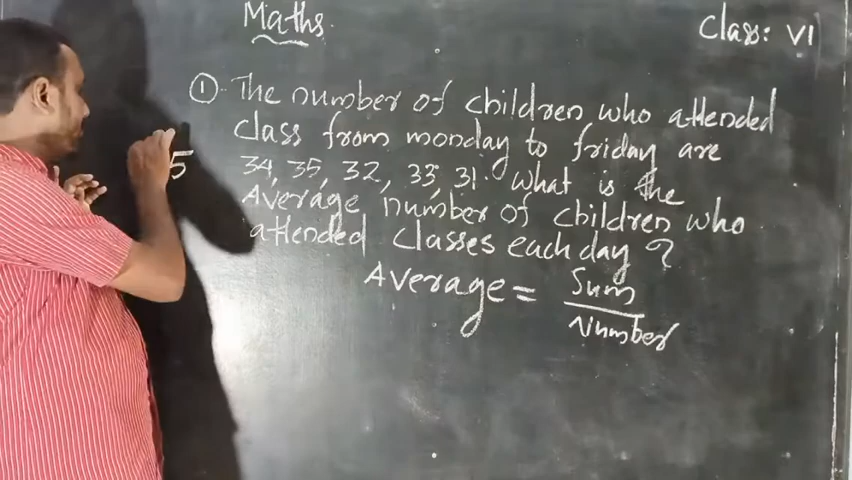 Maths
Class: VI
① The number of children who attended
class from monday to friday are
34, 35, 32, 33, 31. What is the
Average number of children who
attended classes each day ?
Average = Sum
Number
5